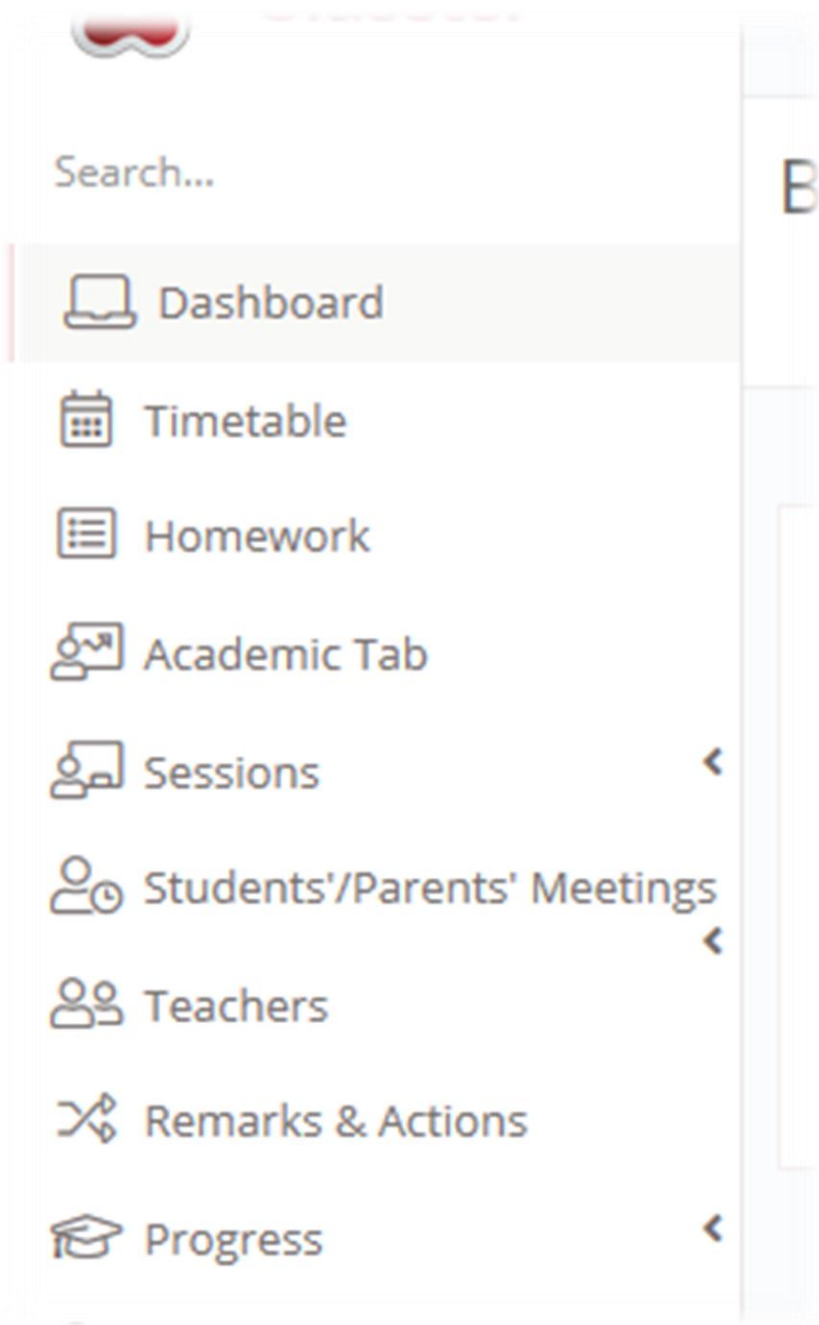 Search...
Dashboard
Timetable
Homework
Academic Tab
Sessions
Students'/Parents' Meetings
Teachers
Remarks & Actions
Progress